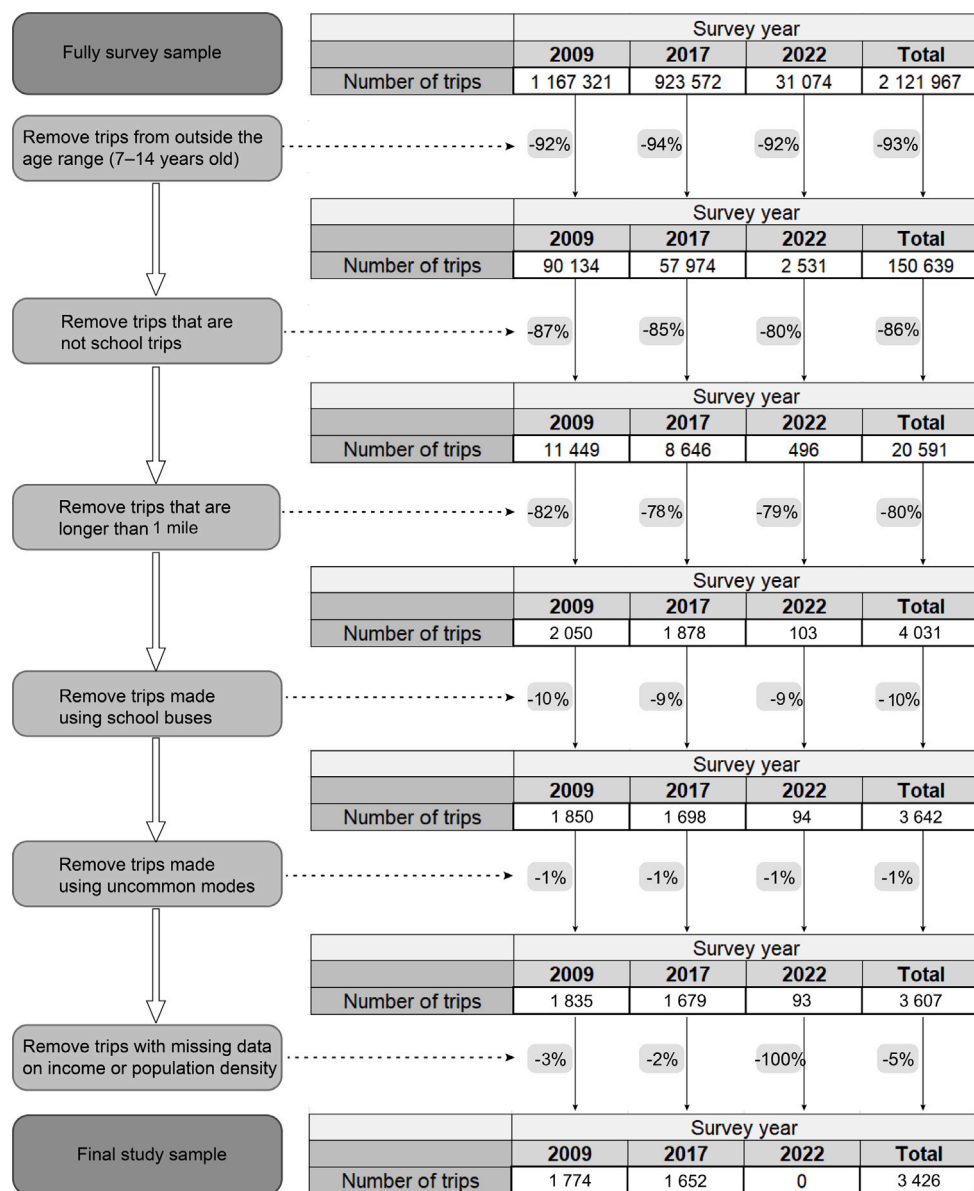 Fully survey sample
Survey year
2009 2017 2022 Total
Number of trips 1 167 321 923 572 31 074 2 121 967
Remove trips from outside the
age range (7–14 years old)
-92% -94% -92% -93%
Survey year
2009 2017 2022 Total
Number of trips 90 134 57 974 2 531 150 639
Remove trips that are
not school trips
-87% -85% -80% -86%
Survey year
2009 2017 2022 Total
Number of trips 11 449 8 646 496 20 591
Remove trips that are
longer than 1 mile
-82% -78% -79% -80%
Survey year
2009 2017 2022 Total
Number of trips 2 050 1 878 103 4 031
Remove trips made
using school buses
-10% -9% -9% -10%
Survey year
2009 2017 2022 Total
Number of trips 1 850 1 698 94 3 642
Remove trips made
using uncommon modes
-1% -1% -1% -1%
Survey year
2009 2017 2022 Total
Number of trips 1 835 1 679 93 3 607
Remove trips with missing data
on income or population density
-3% -2% -100% -5%
Survey year
2009 2017 2022 Total
Number of trips 1 774 1 652 0 3 426
Final study sample